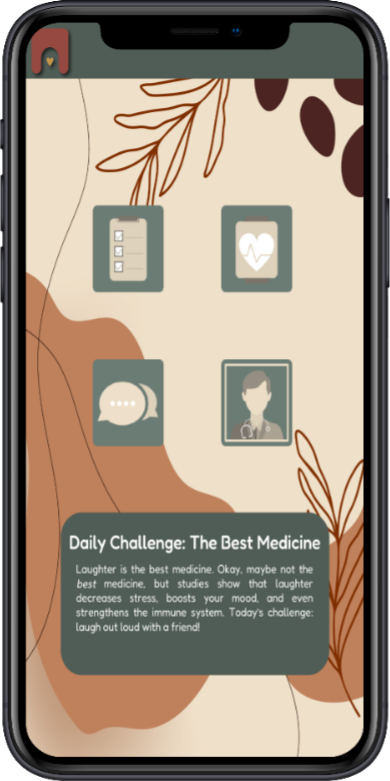 Daily Challenge: The Best Medicine
Laughter is the best medicine. Okay, maybe not the
best medicine, but studies show that laughter
decreases stress, boosts your mood, and even
strengthens the immune system. Today's challenge:
laugh out loud with a friend!